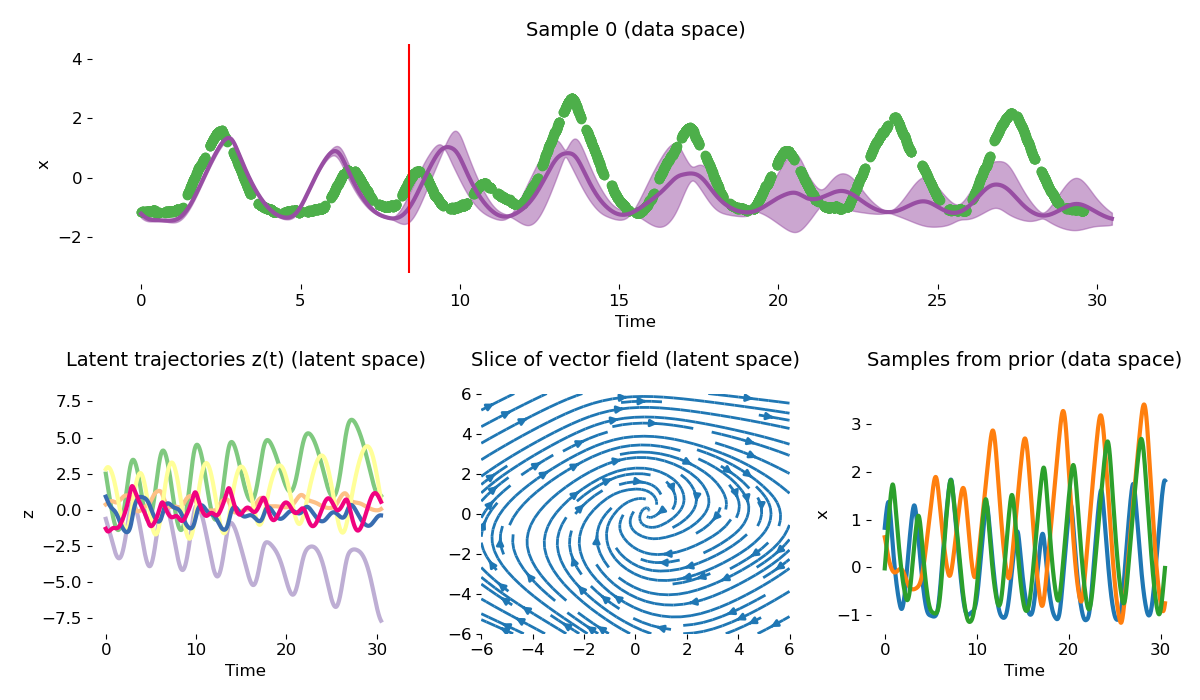 Sample 0 (data space)
4
2
0
−2
x
0 5 10 15 20 25 30
Time
Latent trajectories z(t) (latent space)
7.5
5.0
2.5
0.0
−2.5
−5.0
−7.5
z
0 10 20 30
Time
Slice of vector field (latent space)
6
4
2
0
−2
−4
−6
−6 −4 −2 0 2 4 6
Samples from prior (data space)
3
2
1
0
−1
x
0 10 20 30
Time